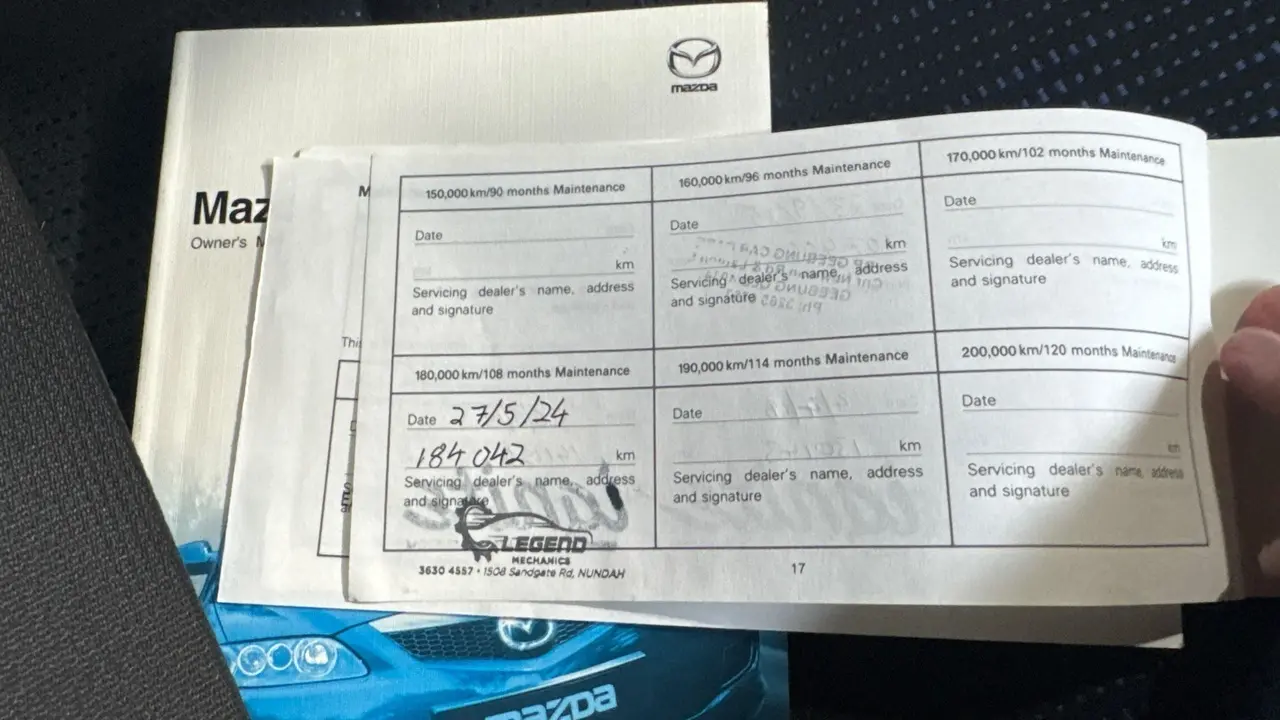 mazda
Maz
Owner's M
M
Thi
150,000 km/90 months Maintenance
Date
km
Servicing dealer's name, address
and signature
160,000 km/96 months Maintenance
Date
km
Servicing dealer's name, address
and signature
170,000 km/102 months Maintenance
Date
km
Servicing dealer's name, address
and signature
180,000 km/108 months Maintenance
Date 27/5/24
184 042 km
Servicing dealer's name, address
and signature
LEGEND
MECHANICS
3630 4557 • 1508 Sandgate Rd, NUNDAH
190,000 km/114 months Maintenance
Date
km
Servicing dealer's name, address
and signature
200,000 km/120 months Maintenance
Date
km
Servicing dealer's name, address
and signature
17
mazda